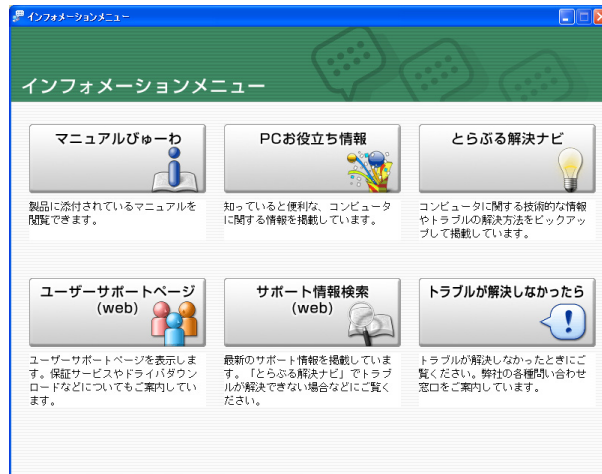 インフォメーションメニュー
インフォメーションメニュー
マニュアルびゅーわ
PCお役立ち情報
とらぶる解決ナビ
製品に添付されているマニュアルを
閲覧できます。
知っていると便利な、コンピュータ
に関する情報を掲載しています。
コンピュータに関する技術的な情報
やトラブルの解決方法をピックアッ
プして掲載しています。
ユーザーサポートページ
(web)
サポート情報検索
(web)
トラブルが解決しなかったら
ユーザーサポートページを表示しま
す。保証サービスやドライバダウン
ロードなどについてもご案内してい
ます。
最新のサポート情報を掲載していま
す。「とらぶる解決ナビ」でトラブ
ルが解決できない場合などにご覧く
ださい。
トラブルが解決しなかったときにご
覧ください。弊社の各種問い合わせ
窓口をご案内しています。